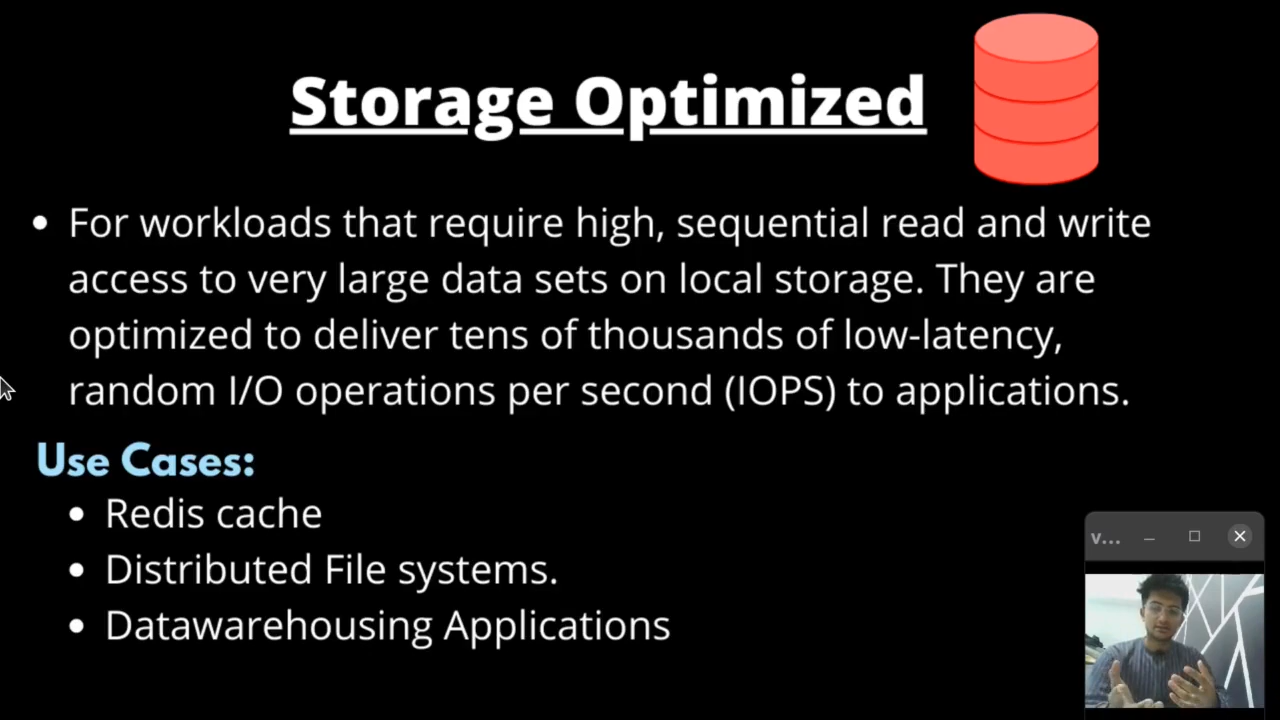 Storage Optimized
For workloads that require high, sequential read and write
access to very large data sets on local storage. They are
optimized to deliver tens of thousands of low-latency,
random I/O operations per second (IOPS) to applications.
Use Cases:
Redis cache
Distributed File systems.
Datawarehousing Applications
v...